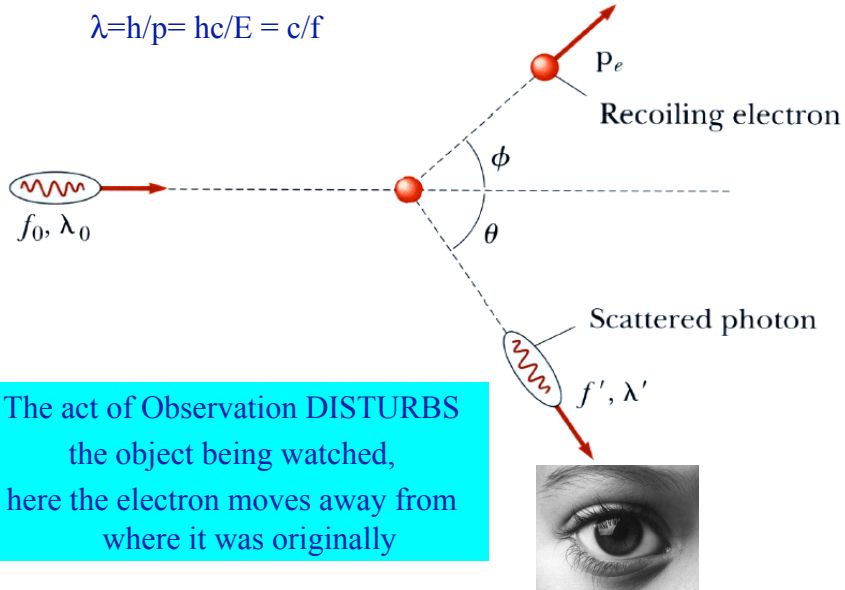 λ=h/p= hc/E = c/f
pₑ
Recoiling electron
ϕ
f₀, λ₀
θ
Scattered photon
f′, λ′
The act of Observation DISTURBS
the object being watched,
here the electron moves away from
where it was originally